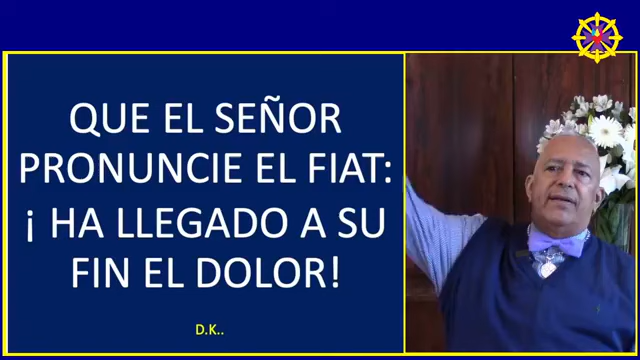 QUE EL SEÑOR
PRONUNCIE EL FIAT:
¡ HA LLEGADO A SU
FIN EL DOLOR!
D.K..